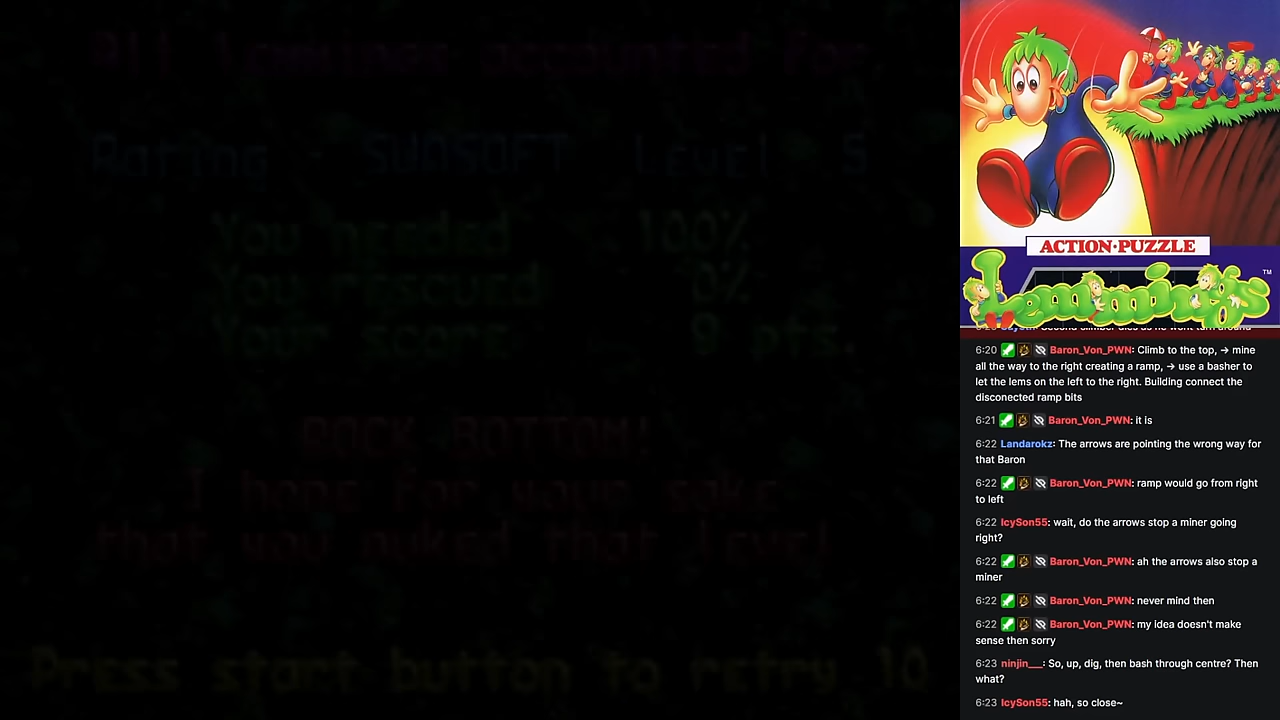 All lemmings accounted for.
Rating SUNSOFT Level 5
You needed 100%
You rescued 0%
Your score 9 pts.
ROCK BOTTOM!
I hope for your sake
that you nuked that level
Press start button to retry 10
ACTION·PUZZLE
Lemmings™
6:20 Baron_Von_PWN: Climb to the top, → mine
all the way to the right creating a ramp, → use a basher to
let the lems on the left to the right. Building connect the
disconected ramp bits
6:21 Baron_Von_PWN: it is
6:22 Landarokz: The arrows are pointing the wrong way for
that Baron
6:22 Baron_Von_PWN: ramp would go from right
to left
6:22 IcySon55: wait, do the arrows stop a miner going
right?
6:22 Baron_Von_PWN: ah the arrows also stop a
miner
6:22 Baron_Von_PWN: never mind then
6:22 Baron_Von_PWN: my idea doesn't make
sense then sorry
6:23 ninjin__: So, up, dig, then bash through centre? Then
what?
6:23 IcySon55: hah, so close~